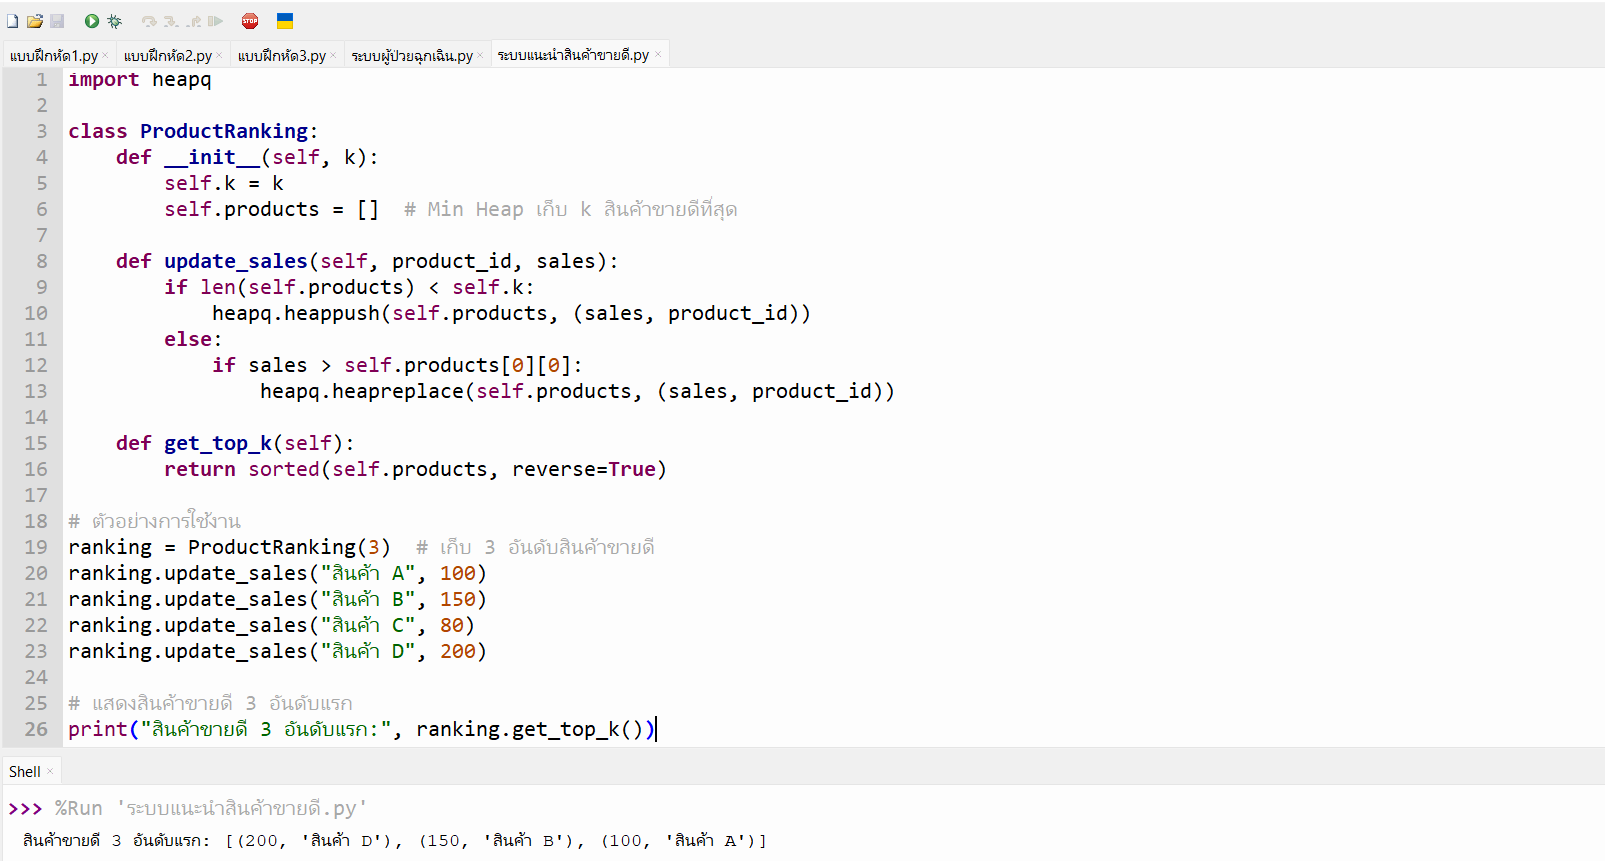 STOP
แบบฝึกหัด1.py × แบบฝึกหัด2.py × แบบฝึกหัด3.py × ระบบผู้ป่วยฉุกเฉิน.py × ระบบแนะนำสินค้าขายดี.py ×
1 import heapq
2
3 class ProductRanking:
4     def __init__(self, k):
5         self.k = k
6         self.products = []  # Min Heap เก็บ k สินค้าขายดีที่สุด
7
8     def update_sales(self, product_id, sales):
9         if len(self.products) < self.k:
10             heapq.heappush(self.products, (sales, product_id))
11         else:
12             if sales > self.products[0][0]:
13                 heapq.heapreplace(self.products, (sales, product_id))
14
15     def get_top_k(self):
16         return sorted(self.products, reverse=True)
17
18 # ตัวอย่างการใช้งาน
19 ranking = ProductRanking(3)  # เก็บ 3 อันดับสินค้าขายดี
20 ranking.update_sales("สินค้า A", 100)
21 ranking.update_sales("สินค้า B", 150)
22 ranking.update_sales("สินค้า C", 80)
23 ranking.update_sales("สินค้า D", 200)
24
25 # แสดงสินค้าขายดี 3 อันดับแรก
26 print("สินค้าขายดี 3 อันดับแรก:", ranking.get_top_k())
Shell ×
>>> %Run 'ระบบแนะนำสินค้าขายดี.py'
สินค้าขายดี 3 อันดับแรก: [(200, 'สินค้า D'), (150, 'สินค้า B'), (100, 'สินค้า A')]